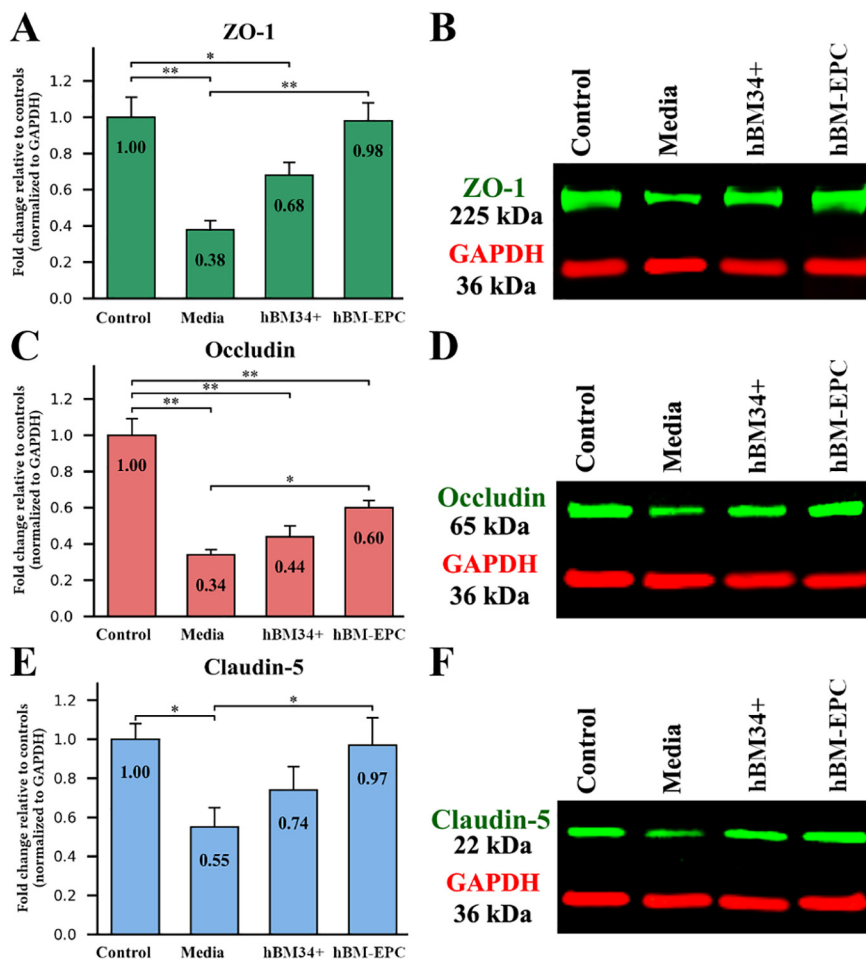 A
ZO-1
Fold change relative to controls
(normalized to GAPDH)
1.2
1.0
0.8
0.6
0.4
0.2
0.0
*
**
**
1.00
0.38
0.68
0.98
Control
Media
hBM34+
hBM-EPC
B
Control
Media
hBM34+
hBM-EPC
ZO-1
225 kDa
GAPDH
36 kDa
C
Occludin
Fold change relative to controls
(normalized to GAPDH)
1.2
1.0
0.8
0.6
0.4
0.2
0.0
**
**
**
*
1.00
0.34
0.44
0.60
Control
Media
hBM34+
hBM-EPC
D
Control
Media
hBM34+
hBM-EPC
Occludin
65 kDa
GAPDH
36 kDa
E
Claudin-5
Fold change relative to controls
(normalized to GAPDH)
1.2
1.0
0.8
0.6
0.4
0.2
0.0
*
*
1.00
0.55
0.74
0.97
Control
Media
hBM34+
hBM-EPC
F
Control
Media
hBM34+
hBM-EPC
Claudin-5
22 kDa
GAPDH
36 kDa